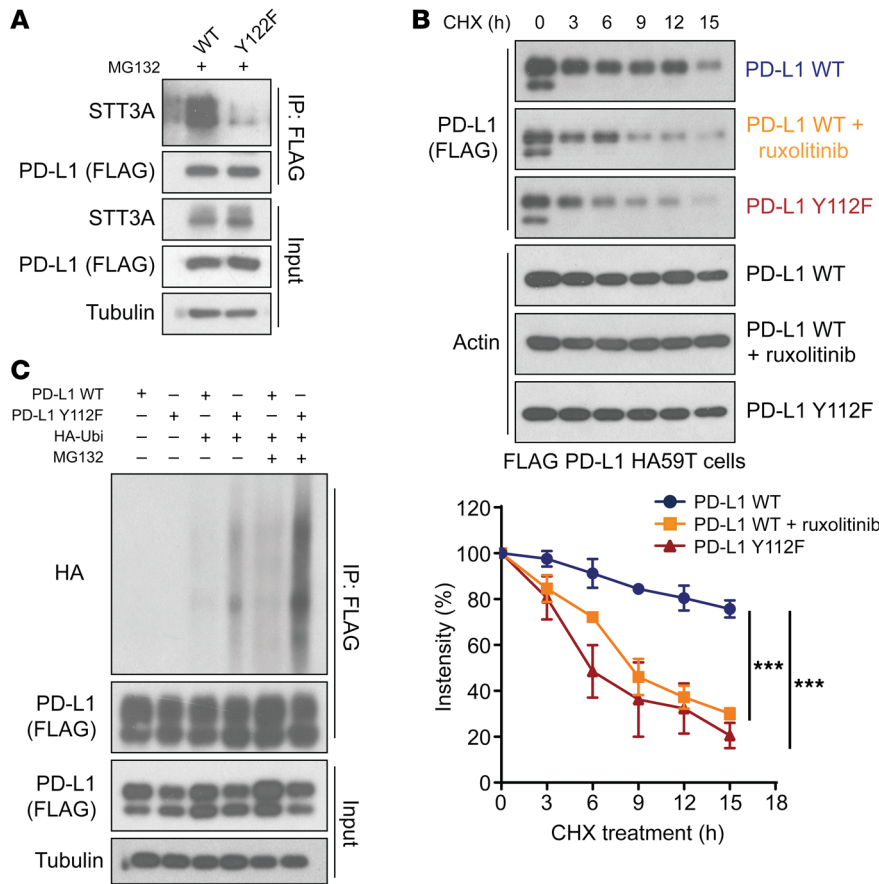 A
WT Y122F
MG132 + +
STT3A
PD-L1 (FLAG)
IP: FLAG
STT3A
PD-L1 (FLAG)
Tubulin
Input
B
CHX (h) 0 3 6 9 12 15
PD-L1 (FLAG)
PD-L1 WT
PD-L1 WT +
ruxolitinib
PD-L1 Y112F
Actin
PD-L1 WT
PD-L1 WT
+ ruxolitinib
PD-L1 Y112F
FLAG PD-L1 HA59T cells
PD-L1 WT
PD-L1 WT + ruxolitinib
PD-L1 Y112F
Instensity (%)
120
100
80
60
40
20
0
0 3 6 9 12 15 18
CHX treatment (h)
***
***
C
PD-L1 WT + – + – + –
PD-L1 Y112F – + – + – +
HA-Ubi – – + + + +
MG132 – – – – + +
HA
PD-L1
(FLAG)
IP: FLAG
PD-L1
(FLAG)
Tubulin
Input